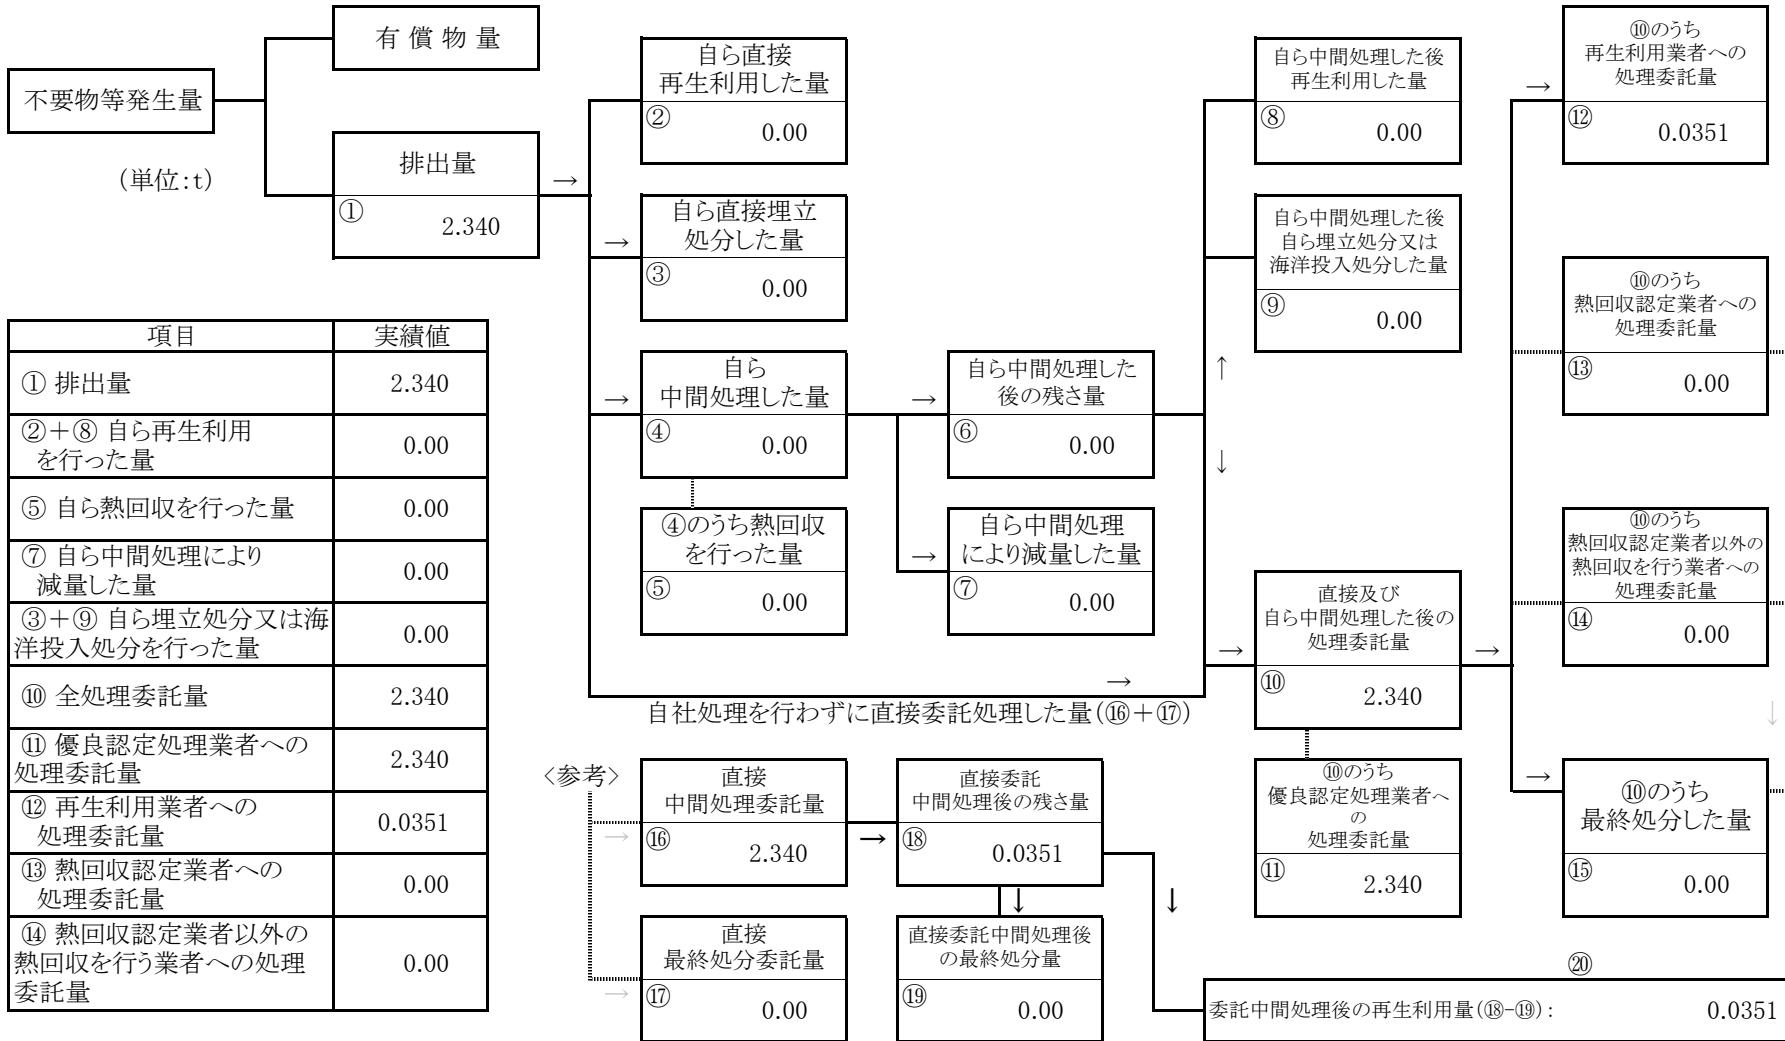 有 償 物 量
不要物等発生量
(単位:t)
排出量
①
2.340
→
項目 実績値
① 排出量 2.340
②+⑧ 自ら再生利用
を行った量
0.00
⑤ 自ら熱回収を行った量 0.00
⑦ 自ら中間処理により
減量した量
0.00
③+⑨ 自ら埋立処分又は海
洋投入処分を行った量
0.00
⑩ 全処理委託量 2.340
⑪ 優良認定処理業者への
処理委託量
2.340
⑫ 再生利用業者への
処理委託量
0.0351
⑬ 熱回収認定業者への
処理委託量
0.00
⑭ 熱回収認定業者以外の
熱回収を行う業者への処理
委託量
0.00
自ら直接
再生利用した量
②
0.00
→
自ら直接埋立
処分した量
③
0.00
→
自ら
中間処理した量
④
0.00
④のうち熱回収
を行った量
⑤
0.00
→
自ら中間処理した
後の残さ量
⑥
0.00
→
自ら中間処理
により減量した量
⑦
0.00
→
自社処理を行わずに直接委託処理した量(⑯+⑰)
〈参考〉
→
直接
中間処理委託量
⑯
2.340
→
直接
最終処分委託量
⑰
0.00
→
直接委託
中間処理後の残さ量
⑱
0.0351
↓
直接委託中間処理後
の最終処分量
⑲
0.00
↓
↑
↓
自ら中間処理した後
再生利用した量
⑧
0.00
自ら中間処理した後
自ら埋立処分又は
海洋投入処分した量
⑨
0.00
→
直接及び
自ら中間処理した後の
処理委託量
⑩
2.340
→
⑩のうち
優良認定処理業者へ
の
処理委託量
⑪
2.340
→
⑩のうち
再生利用業者への
処理委託量
⑫
0.0351
⑩のうち
熱回収認定業者への
処理委託量
⑬
0.00
⑩のうち
熱回収認定業者以外の
熱回収を行う業者への
処理委託量
⑭
0.00
↓
→
⑩のうち
最終処分した量
⑮
0.00
⑳
委託中間処理後の再生利用量(⑱-⑲): 0.0351